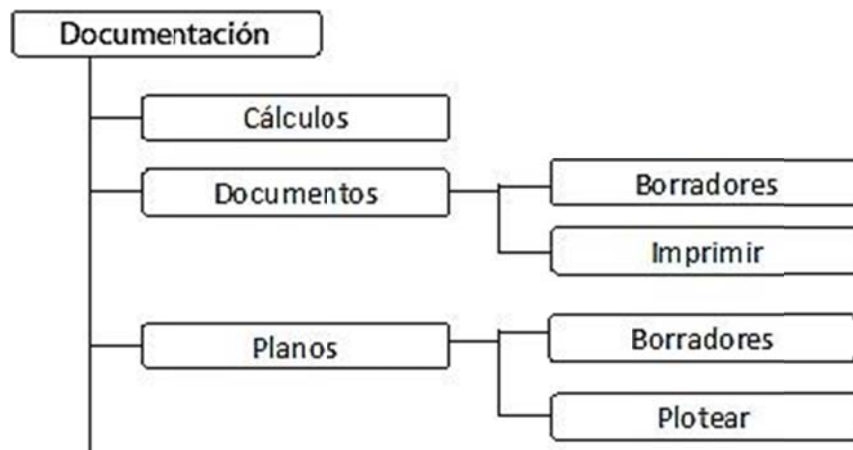 Documentación
Cálculos
Documentos
Borradores
Imprimir
Planos
Borradores
Plotear